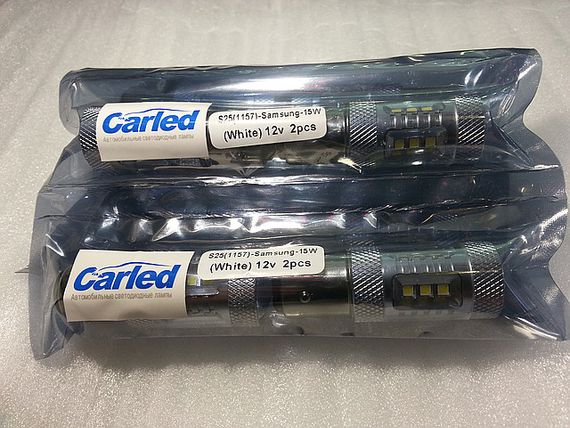 Carled
Автомобильные светодиодные лампы
S25(1157)-Samsung-15W
(White) 12v 2pcs
Carled
Автомобильные светодиодные лампы
S25(1157)-Samsung-15W
(White) 12v 2pcs